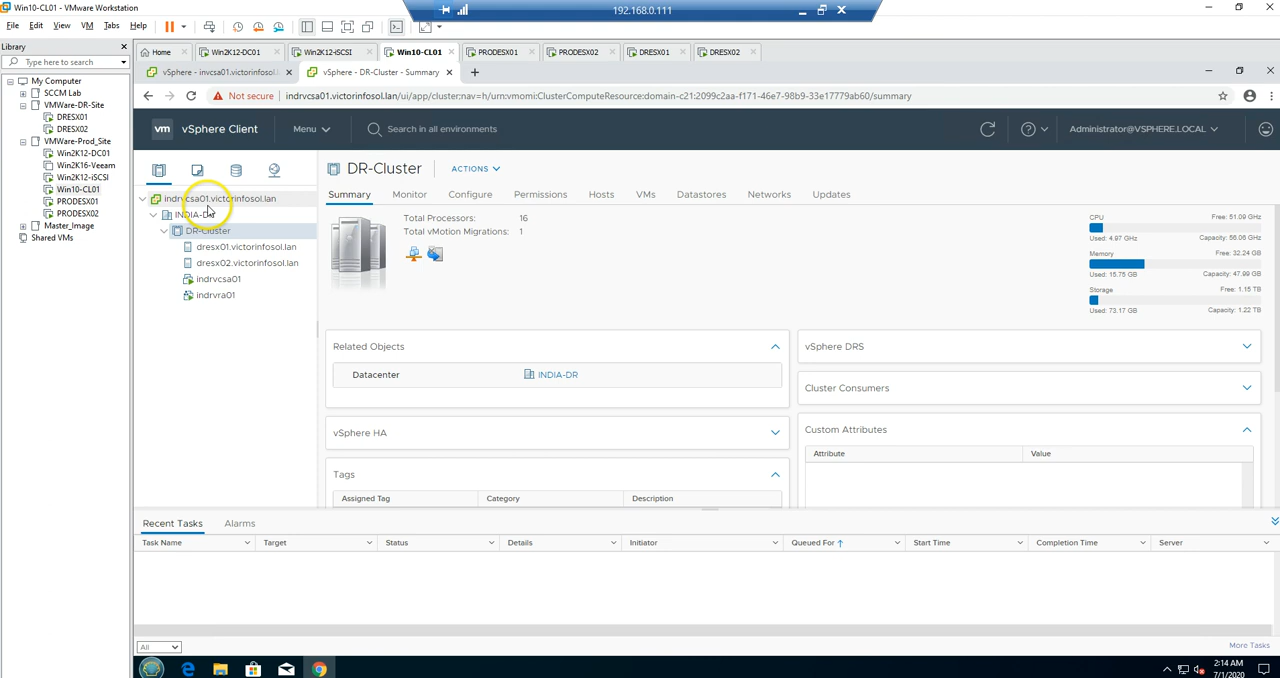 Win10-CL01 - VMware Workstation
192.168.0.111
File Edit View VM Tabs Help
Library
Type here to search
My Computer
SCCM Lab
VMWare-DR-Site
DRESX01
DRESX02
VMWare-Prod_Site
Win2K12-DC01
Win2K16-Veeam
Win2K12-iSCSI
Win10-CL01
PRODESX01
PRODESX02
Master_Image
Shared VMs
Home Win2K12-DC01 Win2K12-iSCSI Win10-CL01 PRODESX01 PRODESX02 DRESX01 DRESX02
vSphere - invcsa01.victorinfosol.l vSphere - DR-Cluster - Summary
Not secure indrvcsa01.victorinfosol.lan/ui/app/cluster;nav=h/urn:vmomi:ClusterComputeResource:domain-c21:2099c2aa-f171-46e7-98b9-33e17779ab60/summary
vm vSphere Client Menu Search in all environments Administrator@VSPHERE.LOCAL
indrvcsa01.victorinfosol.lan
INDIA-DR
DR-Cluster
dresx01.victorinfosol.lan
dresx02.victorinfosol.lan
indrvcsa01
indrvra01
DR-Cluster ACTIONS
Summary Monitor Configure Permissions Hosts VMs Datastores Networks Updates
Total Processors: 16
Total vMotion Migrations: 1
CPU Free: 51.09 GHz
Used: 4.97 GHz Capacity: 56.06 GHz
Memory Free: 32.24 GB
Used: 15.75 GB Capacity: 47.99 GB
Storage Free: 1.15 TB
Used: 73.17 GB Capacity: 1.22 TB
Related Objects
Datacenter INDIA-DR
vSphere HA
Tags
Assigned Tag Category Description
vSphere DRS
Cluster Consumers
Custom Attributes
Attribute Value
Recent Tasks Alarms
Task Name Target Status Details Initiator Queued For Start Time Completion Time Server
All
More Tasks
2:14 AM
7/1/2020